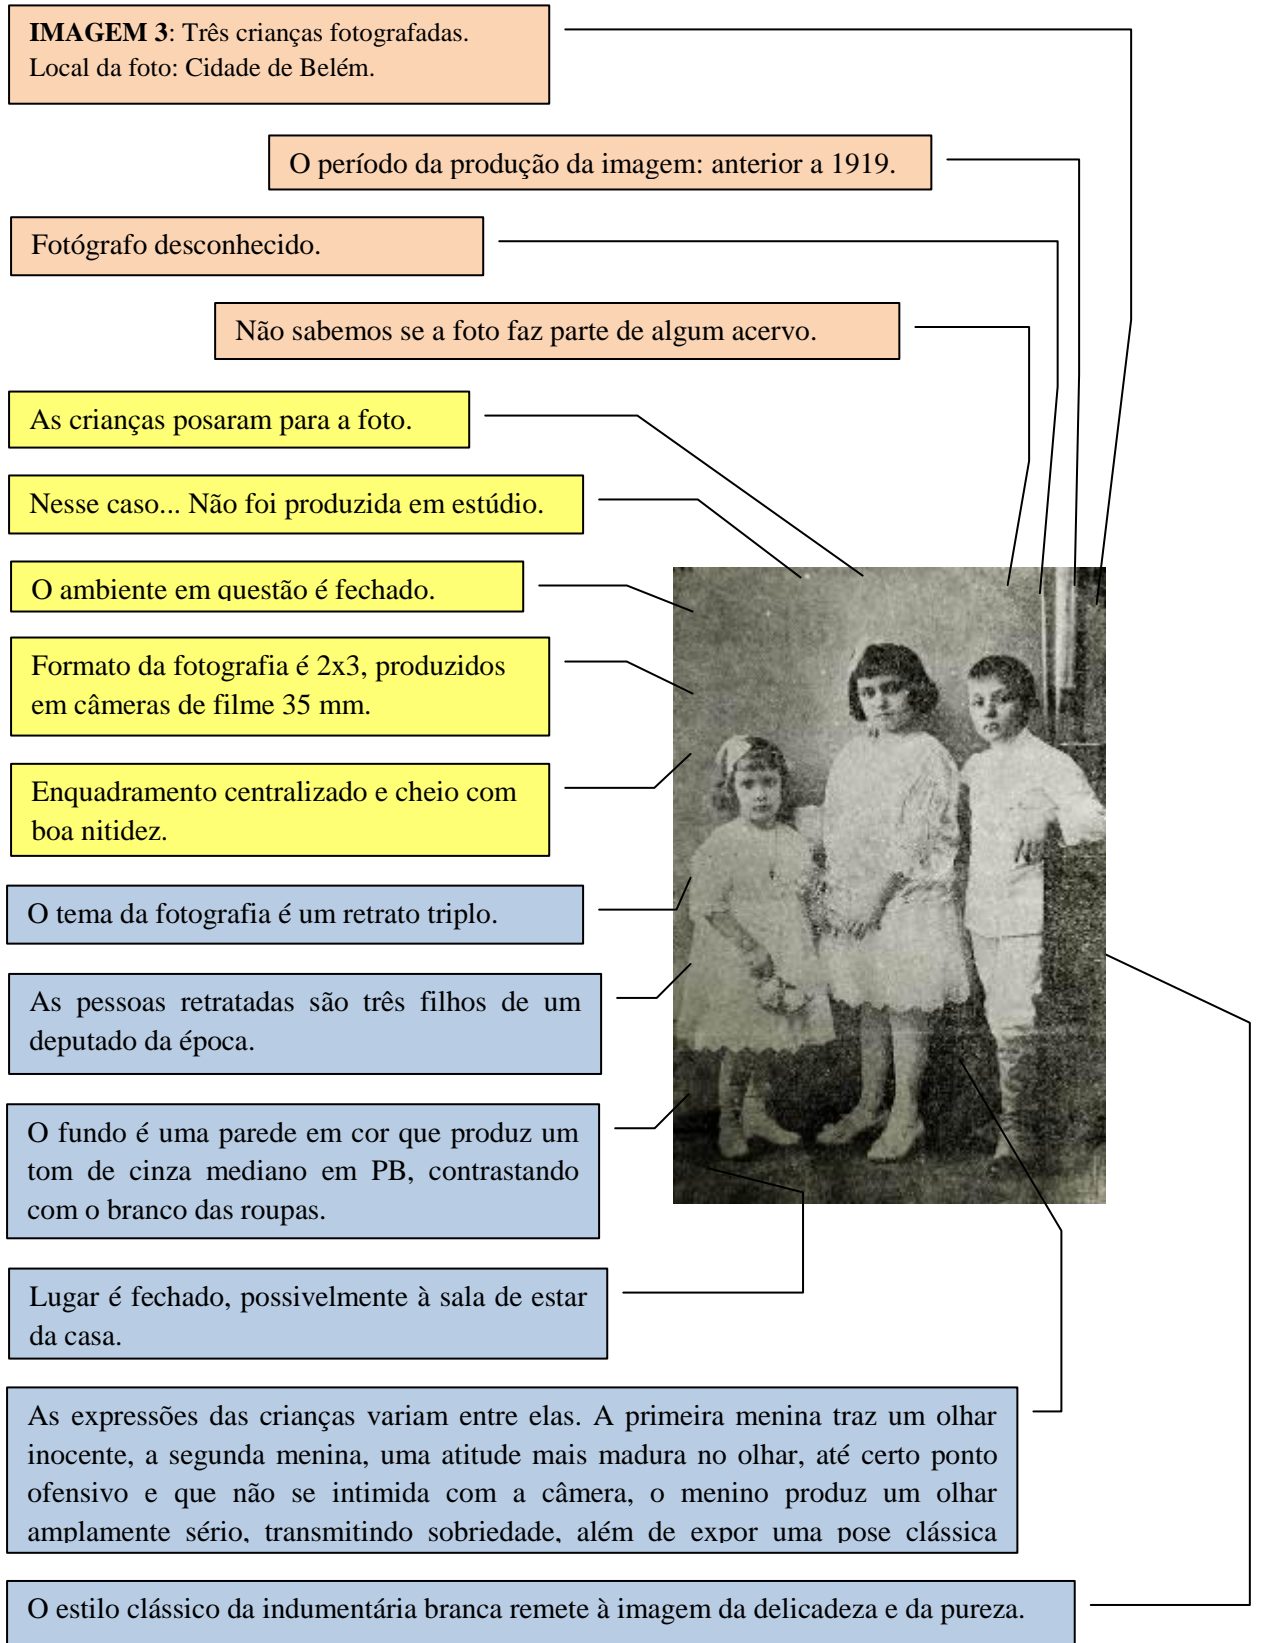 IMAGEM 3: Três crianças fotografadas.
Local da foto: Cidade de Belém.
O período da produção da imagem: anterior a 1919.
Fotógrafo desconhecido.
Não sabemos se a foto faz parte de algum acervo.
As crianças posaram para a foto.
Nesse caso... Não foi produzida em estúdio.
O ambiente em questão é fechado.
Formato da fotografia é 2x3, produzidos
em câmeras de filme 35 mm.
Enquadramento centralizado e cheio com
boa nitidez.
O tema da fotografia é um retrato triplo.
As pessoas retratadas são três filhos de um
deputado da época.
O fundo é uma parede em cor que produz um
tom de cinza mediano em PB, contrastando
com o branco das roupas.
Lugar é fechado, possivelmente à sala de estar
da casa.
As expressões das crianças variam entre elas. A primeira menina traz um olhar
inocente, a segunda menina, uma atitude mais madura no olhar, até certo ponto
ofensivo e que não se intimida com a câmera, o menino produz um olhar
amplamente sério, transmitindo sobriedade, além de expor uma pose clássica
O estilo clássico da indumentária branca remete à imagem da delicadeza e da pureza.